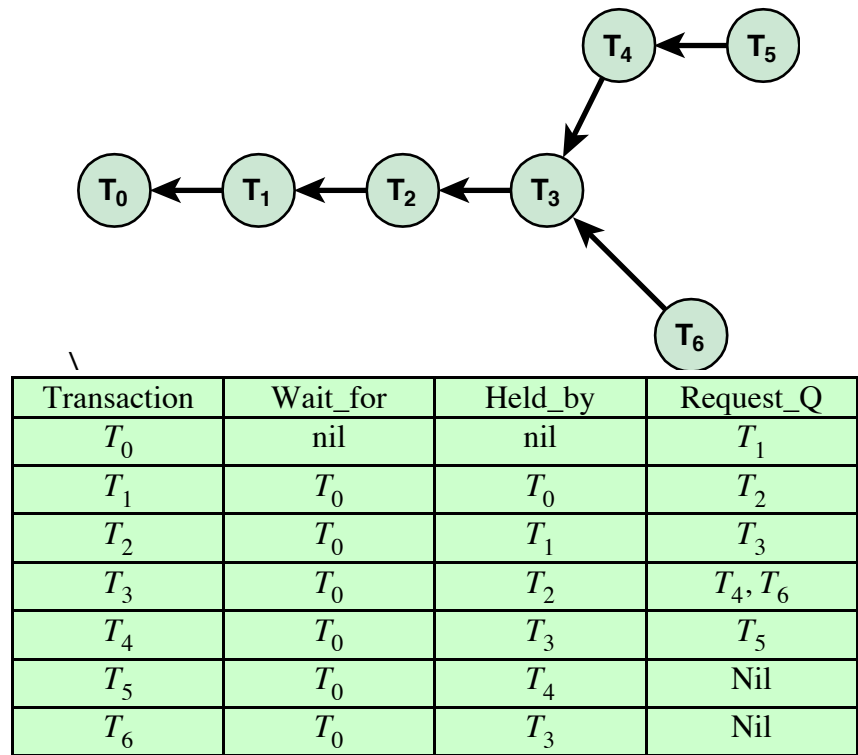 T4 T5
T0 T1 T2 T3
T6
\
Transaction Wait_for Held_by Request_Q
T0 nil nil T1
T1 T0 T0 T2
T2 T0 T1 T3
T3 T0 T2 T4, T6
T4 T0 T3 T5
T5 T0 T4 Nil
T6 T0 T3 Nil